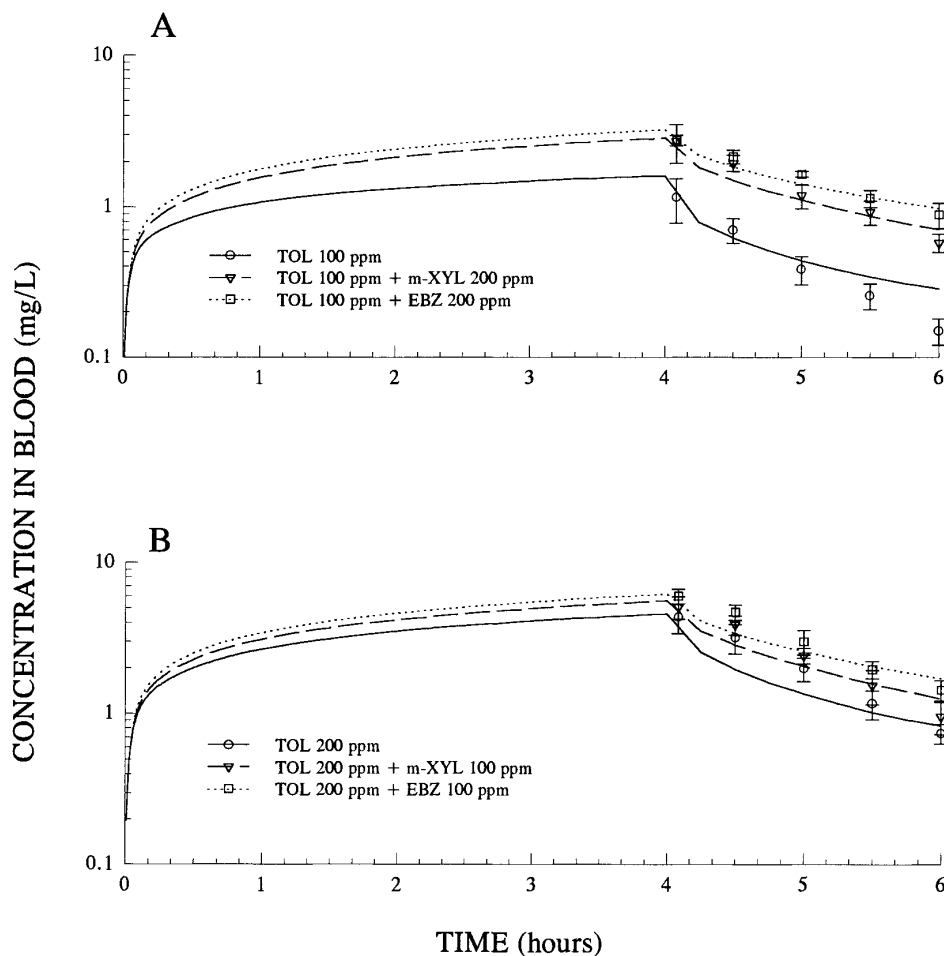 A
10
1
0.1
TOL 100 ppm
TOL 100 ppm + m-XYL 200 ppm
TOL 100 ppm + EBZ 200 ppm
0 1 2 3 4 5 6
CONCENTRATION IN BLOOD (mg/L)
B
10
1
0.1
TOL 200 ppm
TOL 200 ppm + m-XYL 100 ppm
TOL 200 ppm + EBZ 100 ppm
0 1 2 3 4 5 6
TIME (hours)